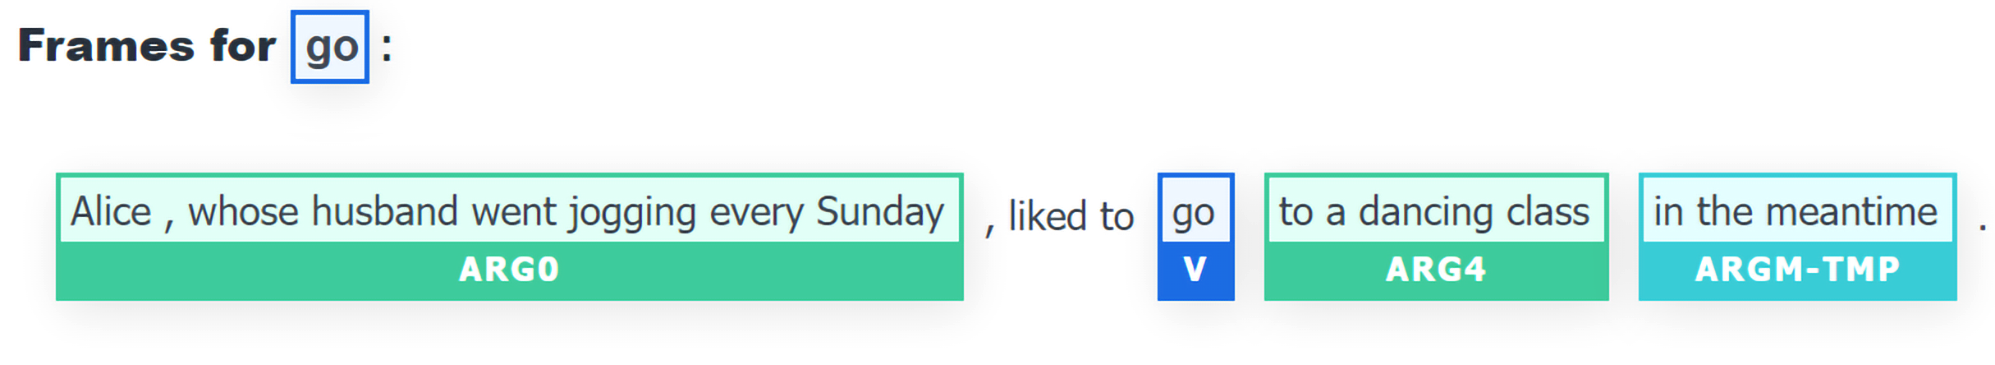 Frames for go :
Alice , whose husband went jogging every Sunday , liked to go to a dancing class in the meantime .
ARG0 V ARG4 ARGM-TMP